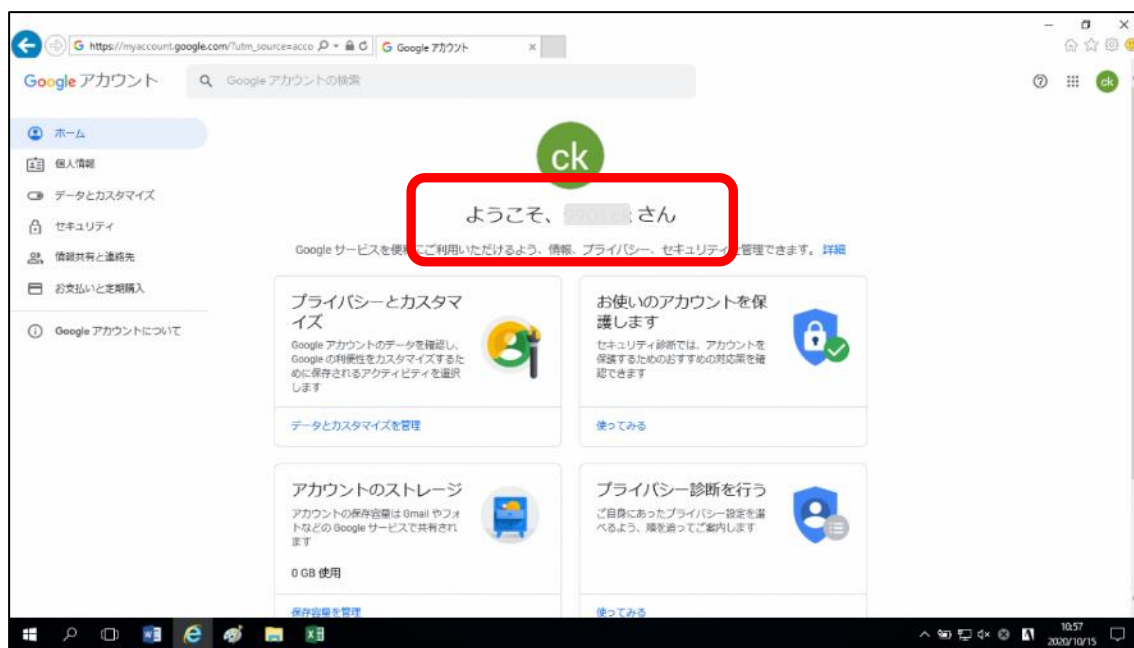 https://myaccount.google.com/?utm_source=acco
Google アカウント
Google アカウント
Google アカウントの検索
ck
ホーム
個人情報
データとカスタマイズ
セキュリティ
情報共有と連絡先
お支払いと定期購入
Google アカウントについて
ck
ようこそ、 さん
Google サービスを便利にご利用いただけるよう、情報、プライバシー、セキュリティを管理できます。 詳細
プライバシーとカスタマ
イズ
Google アカウントのデータを確認し、
Google の利便性をカスタマイズするた
めに保存されるアクティビティを選択
します
データとカスタマイズを管理
お使いのアカウントを保
護します
セキュリティ診断では、アカウントを
保護するためのおすすめの対応策を確
認できます
使ってみる
アカウントのストレージ
アカウントの保存容量は Gmail やフォ
トなどの Google サービスで共有され
ます
0 GB 使用
保存容量を管理
プライバシー診断を行う
ご自身にあったプライバシー設定を選
べるよう、順を追ってご案内します
使ってみる
10:57
2020/10/15